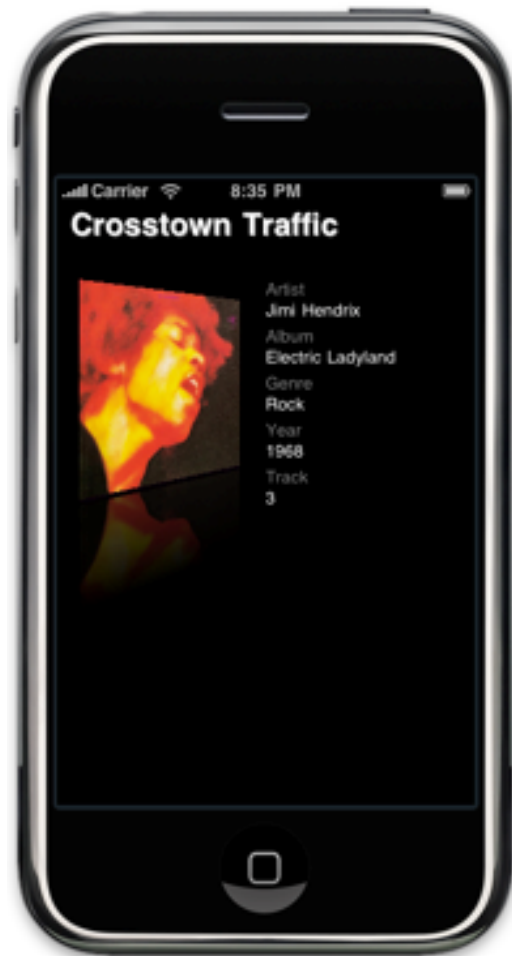 Carrier 8:35 PM
Crosstown Traffic
Artist
Jimi Hendrix
Album
Electric Ladyland
Genre
Rock
Year
1968
Track
3